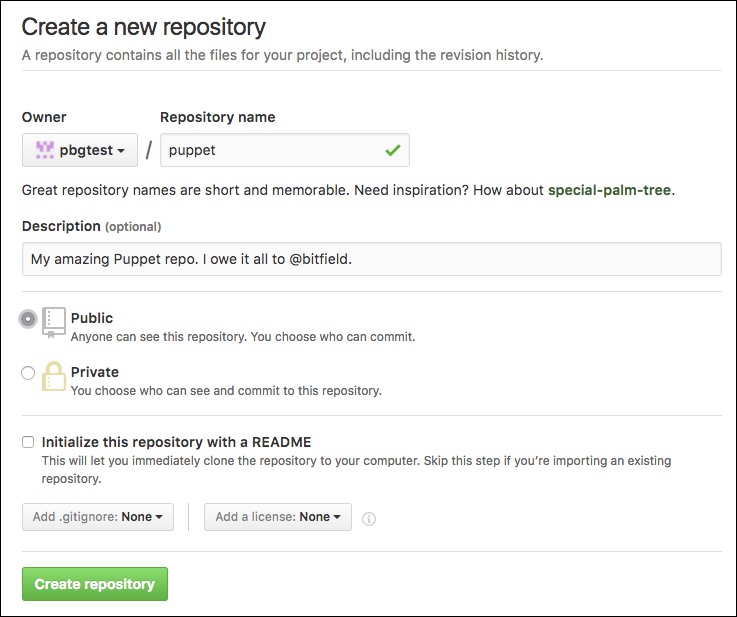 Create a new repository
A repository contains all the files for your project, including the revision history.
Owner
Repository name
pbgtest / puppet
Great repository names are short and memorable. Need inspiration? How about special-palm-tree.
Description (optional)
My amazing Puppet repo. I owe it all to @bitfield.
Public
Anyone can see this repository. You choose who can commit.
Private
You choose who can see and commit to this repository.
Initialize this repository with a README
This will let you immediately clone the repository to your computer. Skip this step if you’re importing an existing
repository.
Add .gitignore: None
Add a license: None
Create repository